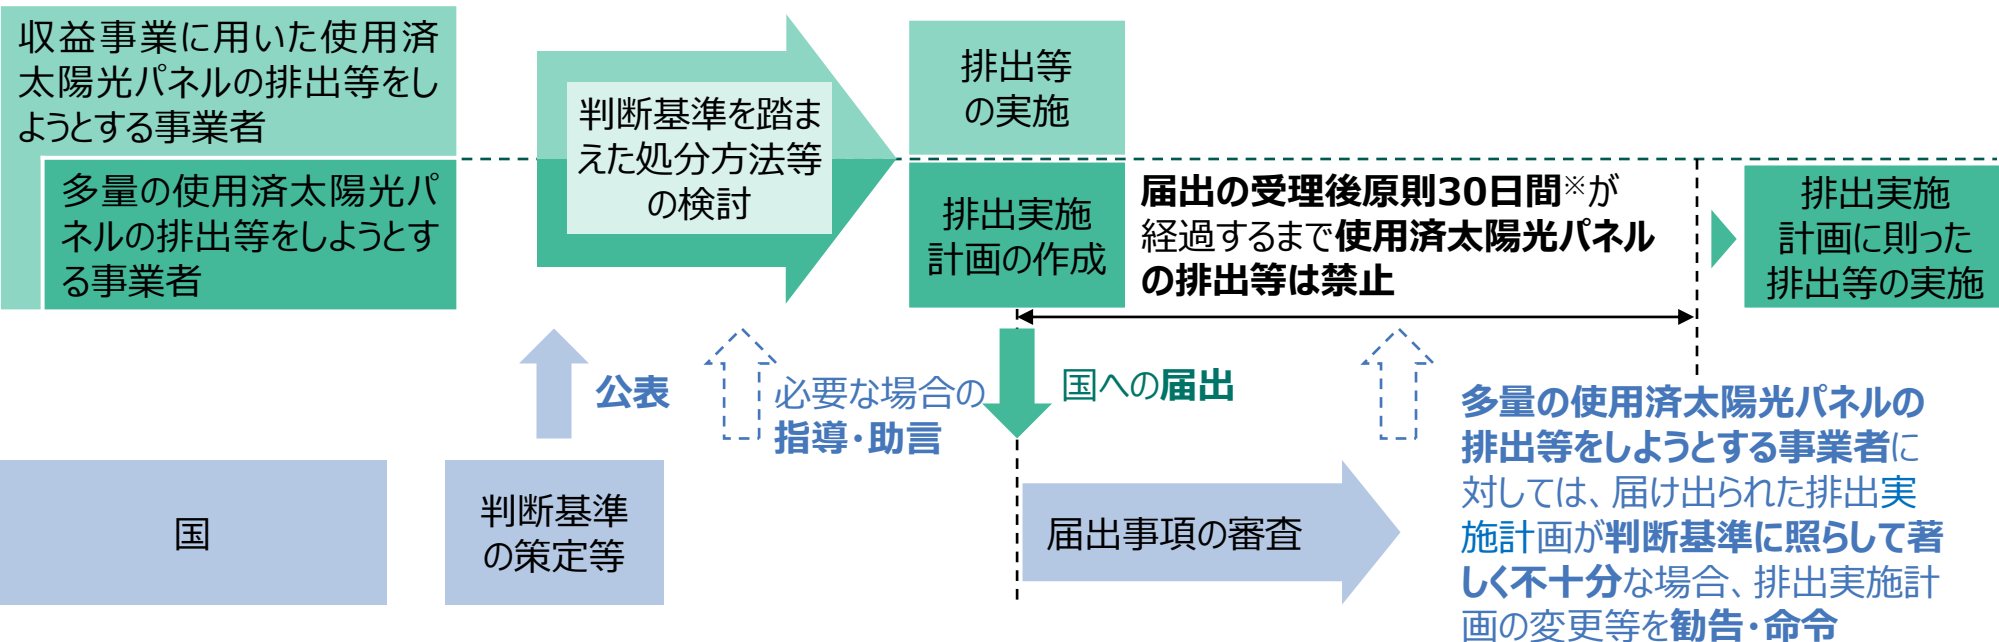 収益事業に用いた使用済
太陽光パネルの排出等をし
ようとする事業者
多量の使用済太陽光パ
ネルの排出等をしようとす
る事業者
判断基準を踏ま
えた処分方法等
の検討
排出等
の実施
排出実施
計画の作成
届出の受理後原則30日間※が
経過するまで使用済太陽光パネル
の排出等は禁止
排出実施
計画に則った
排出等の実施
公表
必要な場合の
指導・助言
国への届出
国
判断基準
の策定等
届出事項の審査
多量の使用済太陽光パネルの
排出等をしようとする事業者に
対しては、届け出られた排出実
施計画が判断基準に照らして著
しく不十分な場合、排出実施計
画の変更等を勧告・命令